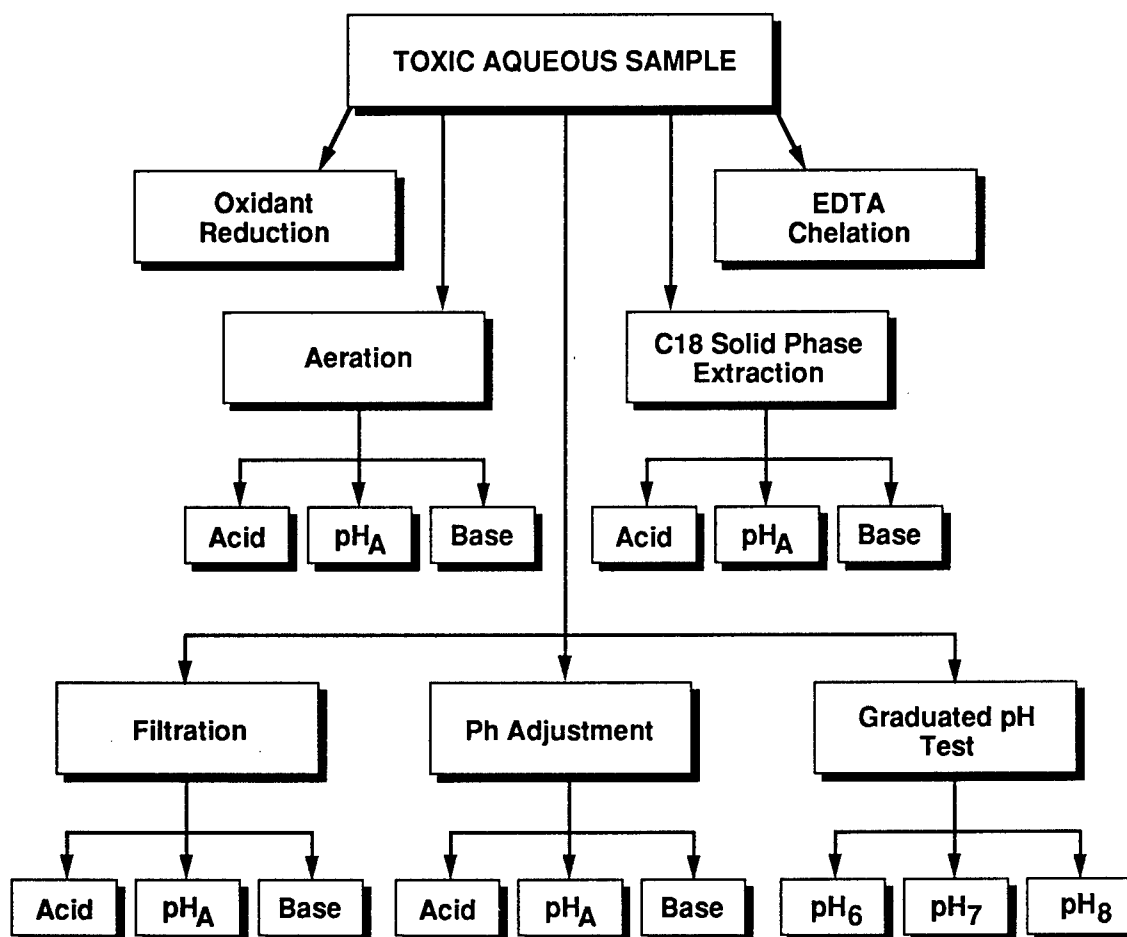 TOXIC AQUEOUS SAMPLE
Oxidant
Reduction
EDTA
Chelation
Aeration
C18 Solid Phase
Extraction
Acid
pHA
Base
Acid
pHA
Base
Filtration
Ph Adjustment
Graduated pH
Test
Acid
pHA
Base
Acid
pHA
Base
pH6
pH7
pH8